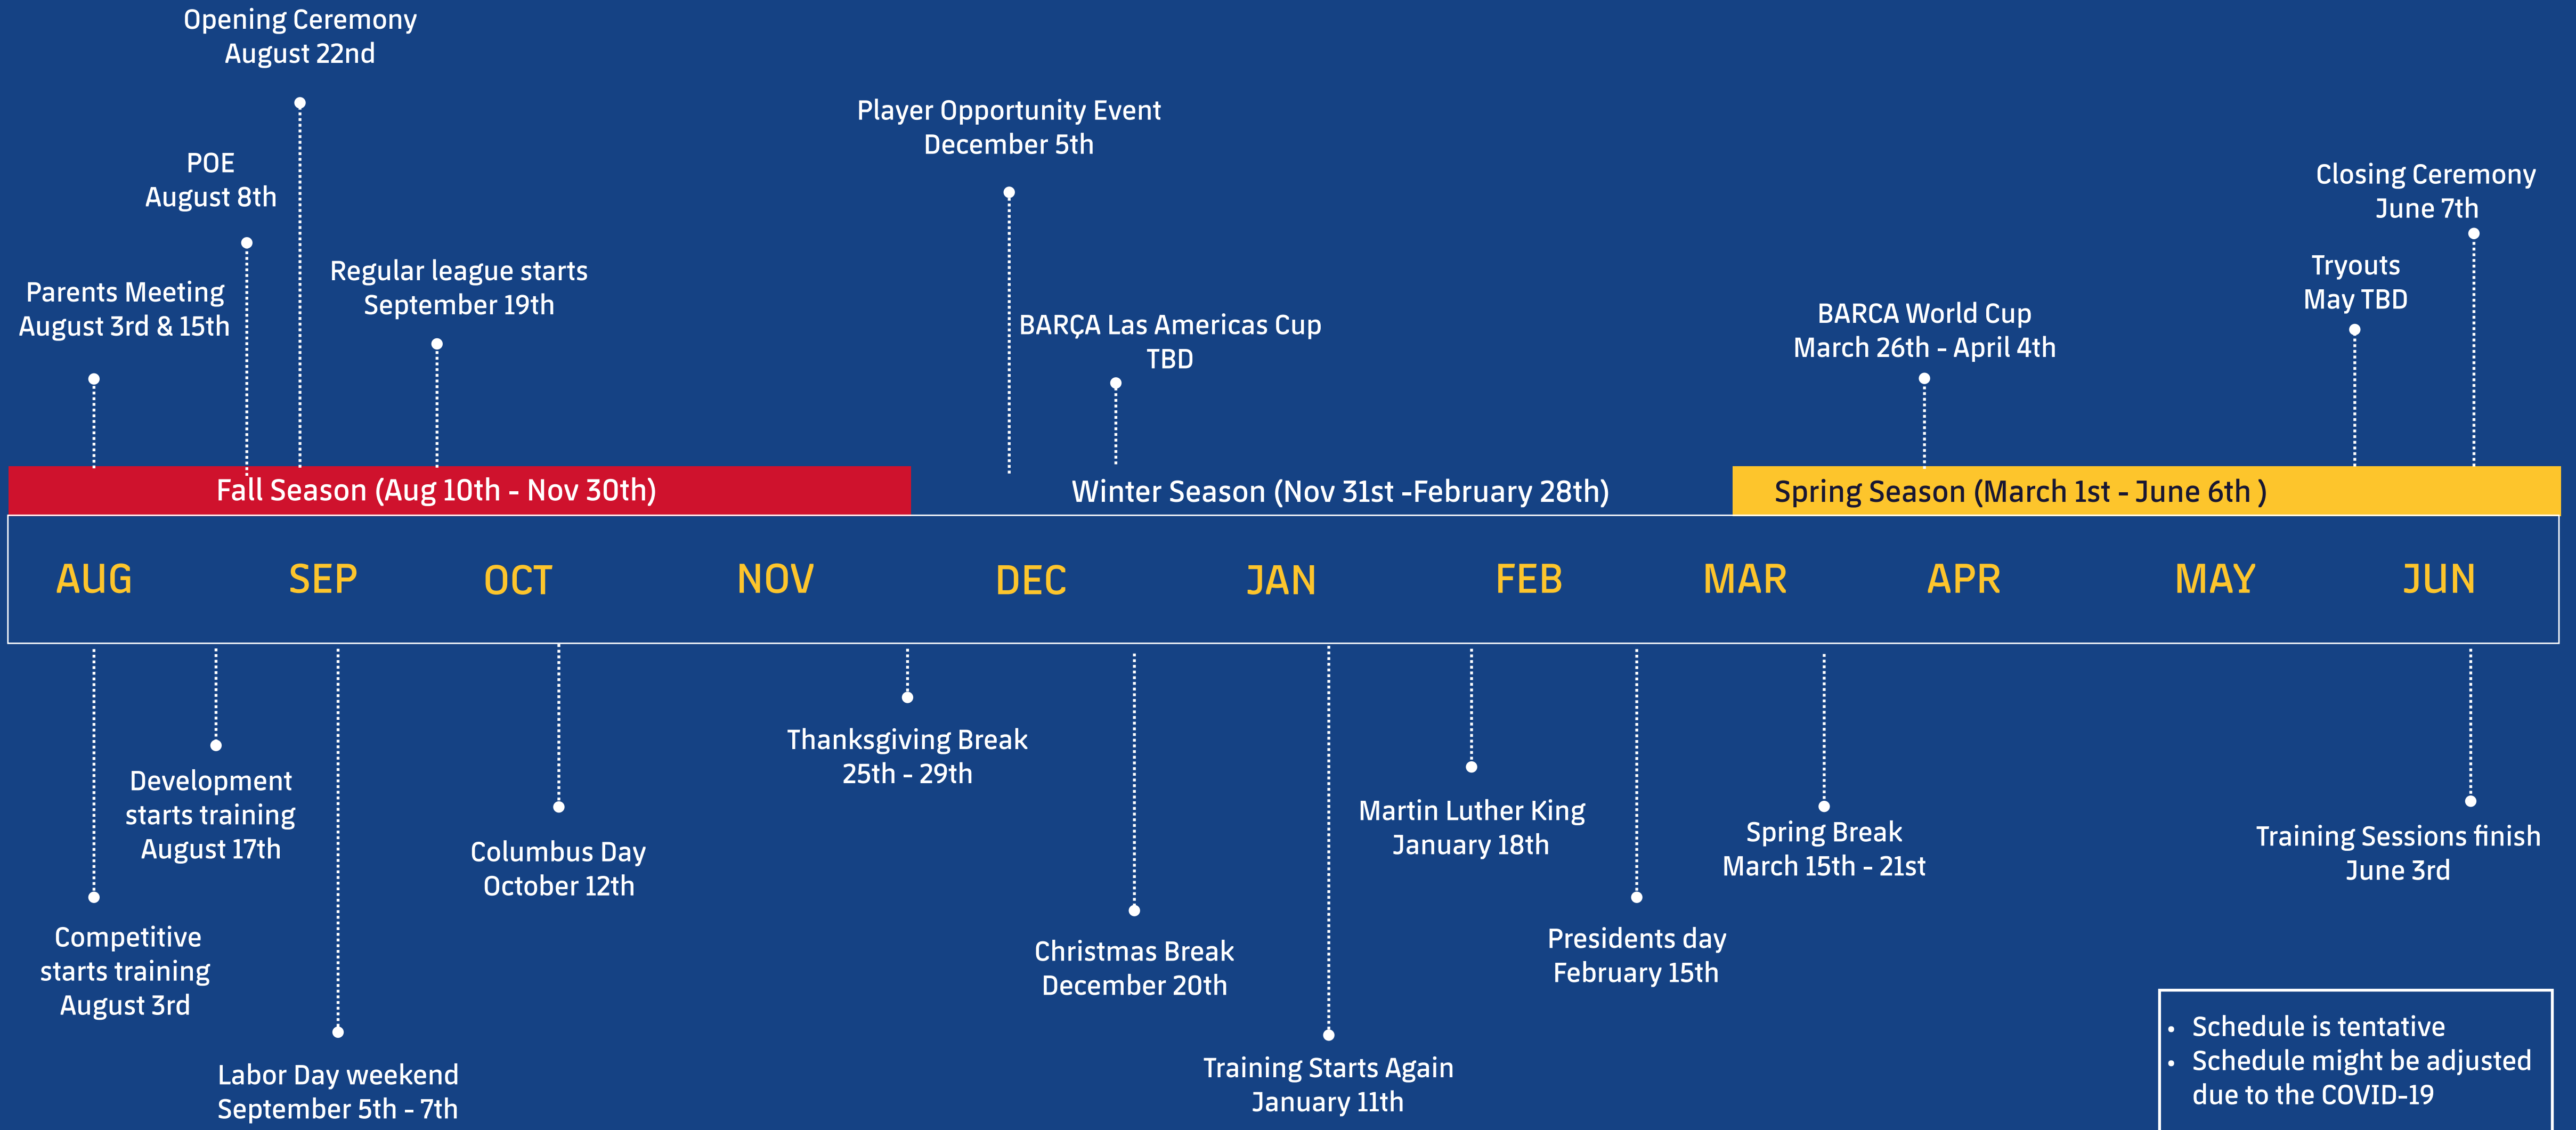 Opening Ceremony
August 22nd
POE
August 8th
Parents Meeting
August 3rd & 15th
Regular league starts
September 19th
Player Opportunity Event
December 5th
BARÇA Las Americas Cup
TBD
BARCA World Cup
March 26th - April 4th
Tryouts
May TBD
Closing Ceremony
June 7th
Fall Season (Aug 10th - Nov 30th)
Winter Season (Nov 31st -February 28th)
Spring Season (March 1st - June 6th )
AUG SEP OCT NOV DEC JAN FEB MAR APR MAY JUN
Competitive
starts training
August 3rd
Development
starts training
August 17th
Labor Day weekend
September 5th - 7th
Columbus Day
October 12th
Thanksgiving Break
25th - 29th
Christmas Break
December 20th
Training Starts Again
January 11th
Martin Luther King
January 18th
Presidents day
February 15th
Spring Break
March 15th - 21st
Training Sessions finish
June 3rd
• Schedule is tentative
• Schedule might be adjusted
due to the COVID-19